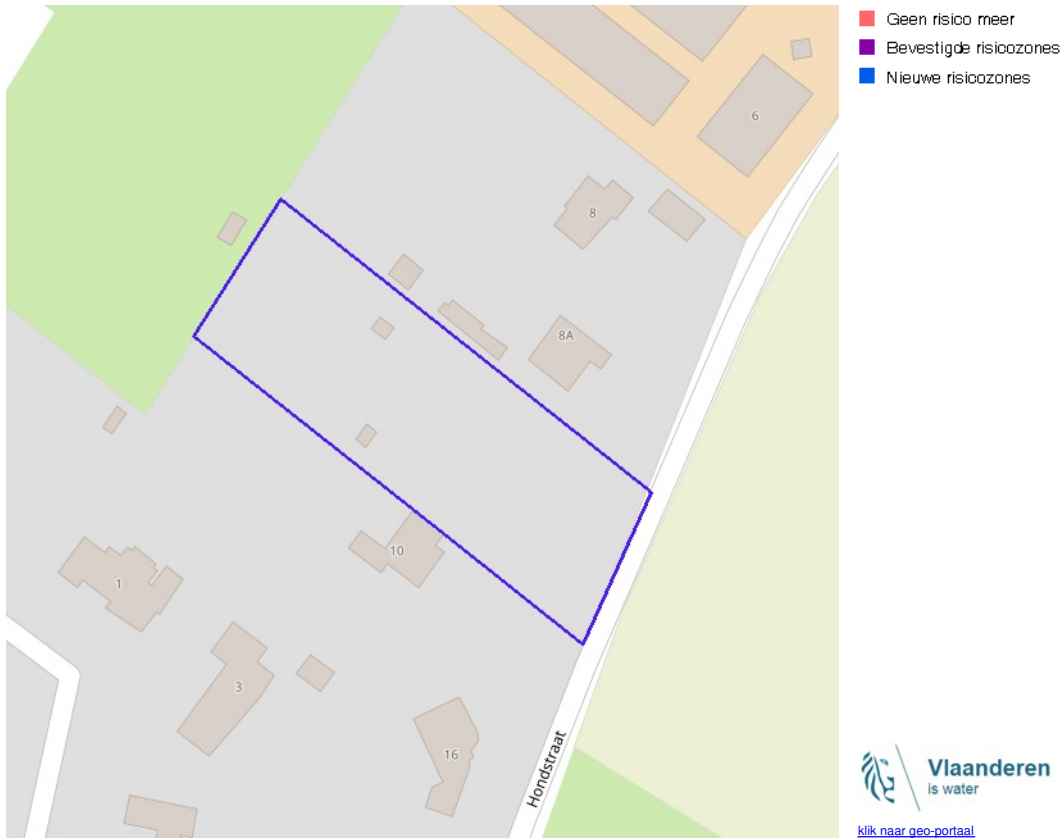 Geen risico meer
Bevestigde risicozones
Nieuwe risicozones
6
8
8A
10
1
3
16
Hondstraat
Vlaanderen
is water
klik naar geo-portaal